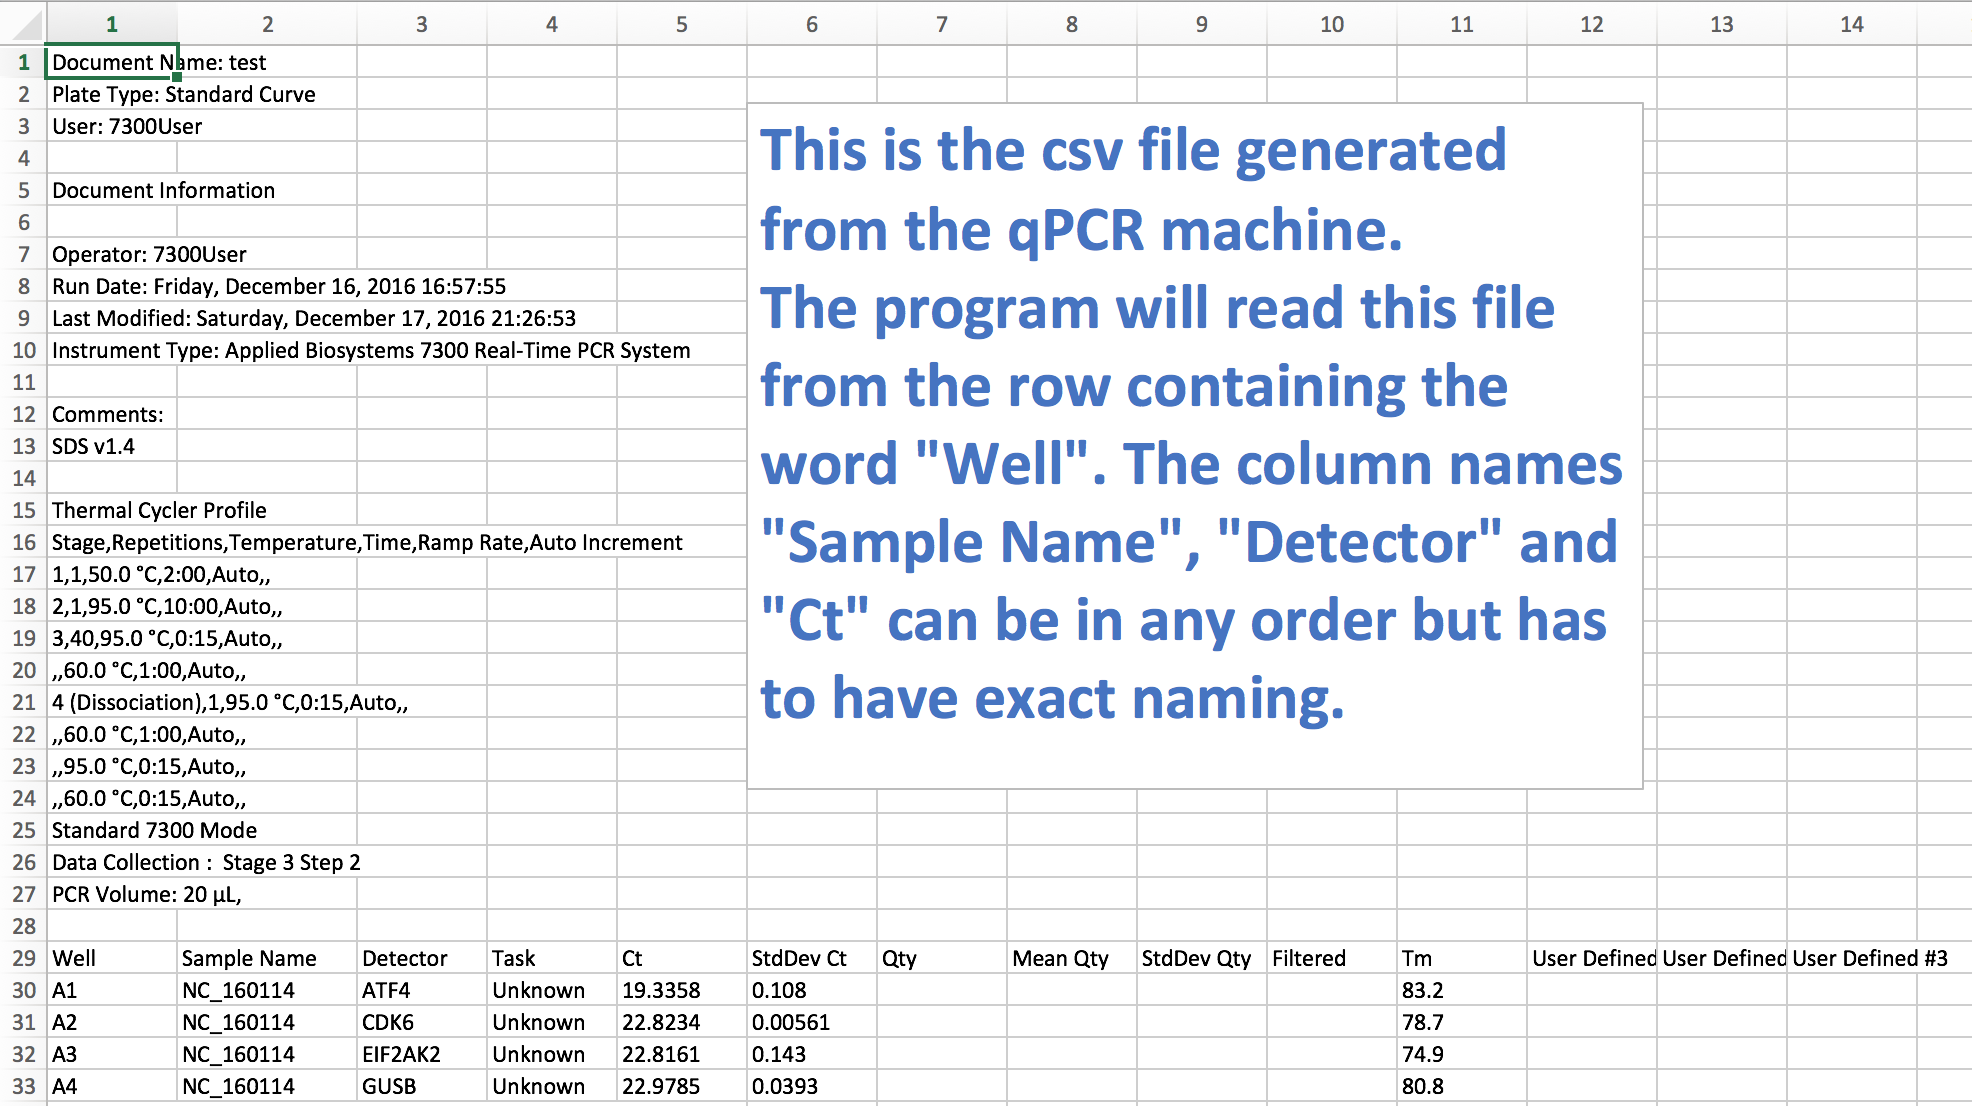 1 2 3 4 5 6 7 8 9 10 11 12 13 14
1 Document Name: test
2 Plate Type: Standard Curve
3 User: 7300User
4
5 Document Information
6
7 Operator: 7300User
8 Run Date: Friday, December 16, 2016 16:57:55
9 Last Modified: Saturday, December 17, 2016 21:26:53
10 Instrument Type: Applied Biosystems 7300 Real-Time PCR System
11
12 Comments:
13 SDS v1.4
14
15 Thermal Cycler Profile
16 Stage,Repetitions,Temperature,Time,Ramp Rate,Auto Increment
17 1,1,50.0 °C,2:00,Auto,,
18 2,1,95.0 °C,10:00,Auto,,
19 3,40,95.0 °C,0:15,Auto,,
20 ,,60.0 °C,1:00,Auto,,
21 4 (Dissociation),1,95.0 °C,0:15,Auto,,
22 ,,60.0 °C,1:00,Auto,,
23 ,,95.0 °C,0:15,Auto,,
24 ,,60.0 °C,0:15,Auto,,
25 Standard 7300 Mode
26 Data Collection :  Stage 3 Step 2
27 PCR Volume: 20 µL,
28
This is the csv file generated
from the qPCR machine.
The program will read this file
from the row containing the
word "Well". The column names
"Sample Name", "Detector" and
"Ct" can be in any order but has
to have exact naming.
29 Well Sample Name Detector Task Ct StdDev Ct Qty Mean Qty StdDev Qty Filtered Tm User Defined User Defined User Defined #3
30 A1 NC_160114 ATF4 Unknown 19.3358 0.108 83.2
31 A2 NC_160114 CDK6 Unknown 22.8234 0.00561 78.7
32 A3 NC_160114 EIF2AK2 Unknown 22.8161 0.143 74.9
33 A4 NC_160114 GUSB Unknown 22.9785 0.0393 80.8